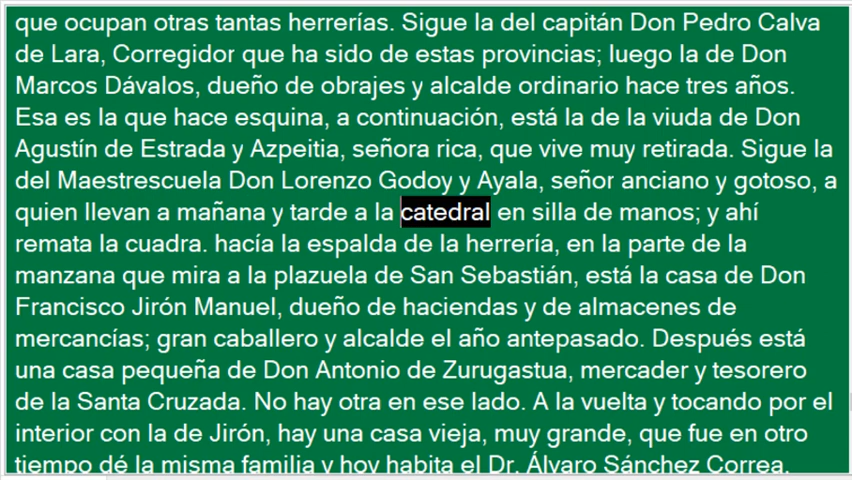 que ocupan otras tantas herrerías. Sigue la del capitán Don Pedro Calva
de Lara, Corregidor que ha sido de estas provincias; luego la de Don
Marcos Dávalos, dueño de obrajes y alcalde ordinario hace tres años.
Esa es la que hace esquina, a continuación, está la de la viuda de Don
Agustín de Estrada y Azpeitia, señora rica, que vive muy retirada. Sigue la
del Maestrescuela Don Lorenzo Godoy y Ayala, señor anciano y gotoso, a
quien llevan a mañana y tarde a la catedral en silla de manos; y ahí
remata la cuadra. hacía la espalda de la herrería, en la parte de la
manzana que mira a la plazuela de San Sebastián, está la casa de Don
Francisco Jirón Manuel, dueño de haciendas y de almacenes de
mercancías; gran caballero y alcalde el año antepasado. Después está
una casa pequeña de Don Antonio de Zurugastua, mercader y tesorero
de la Santa Cruzada. No hay otra en ese lado. A la vuelta y tocando por el
interior con la de Jirón, hay una casa vieja, muy grande, que fue en otro
tiempo dé la misma familia y hoy habita el Dr. Álvaro Sánchez Correa.